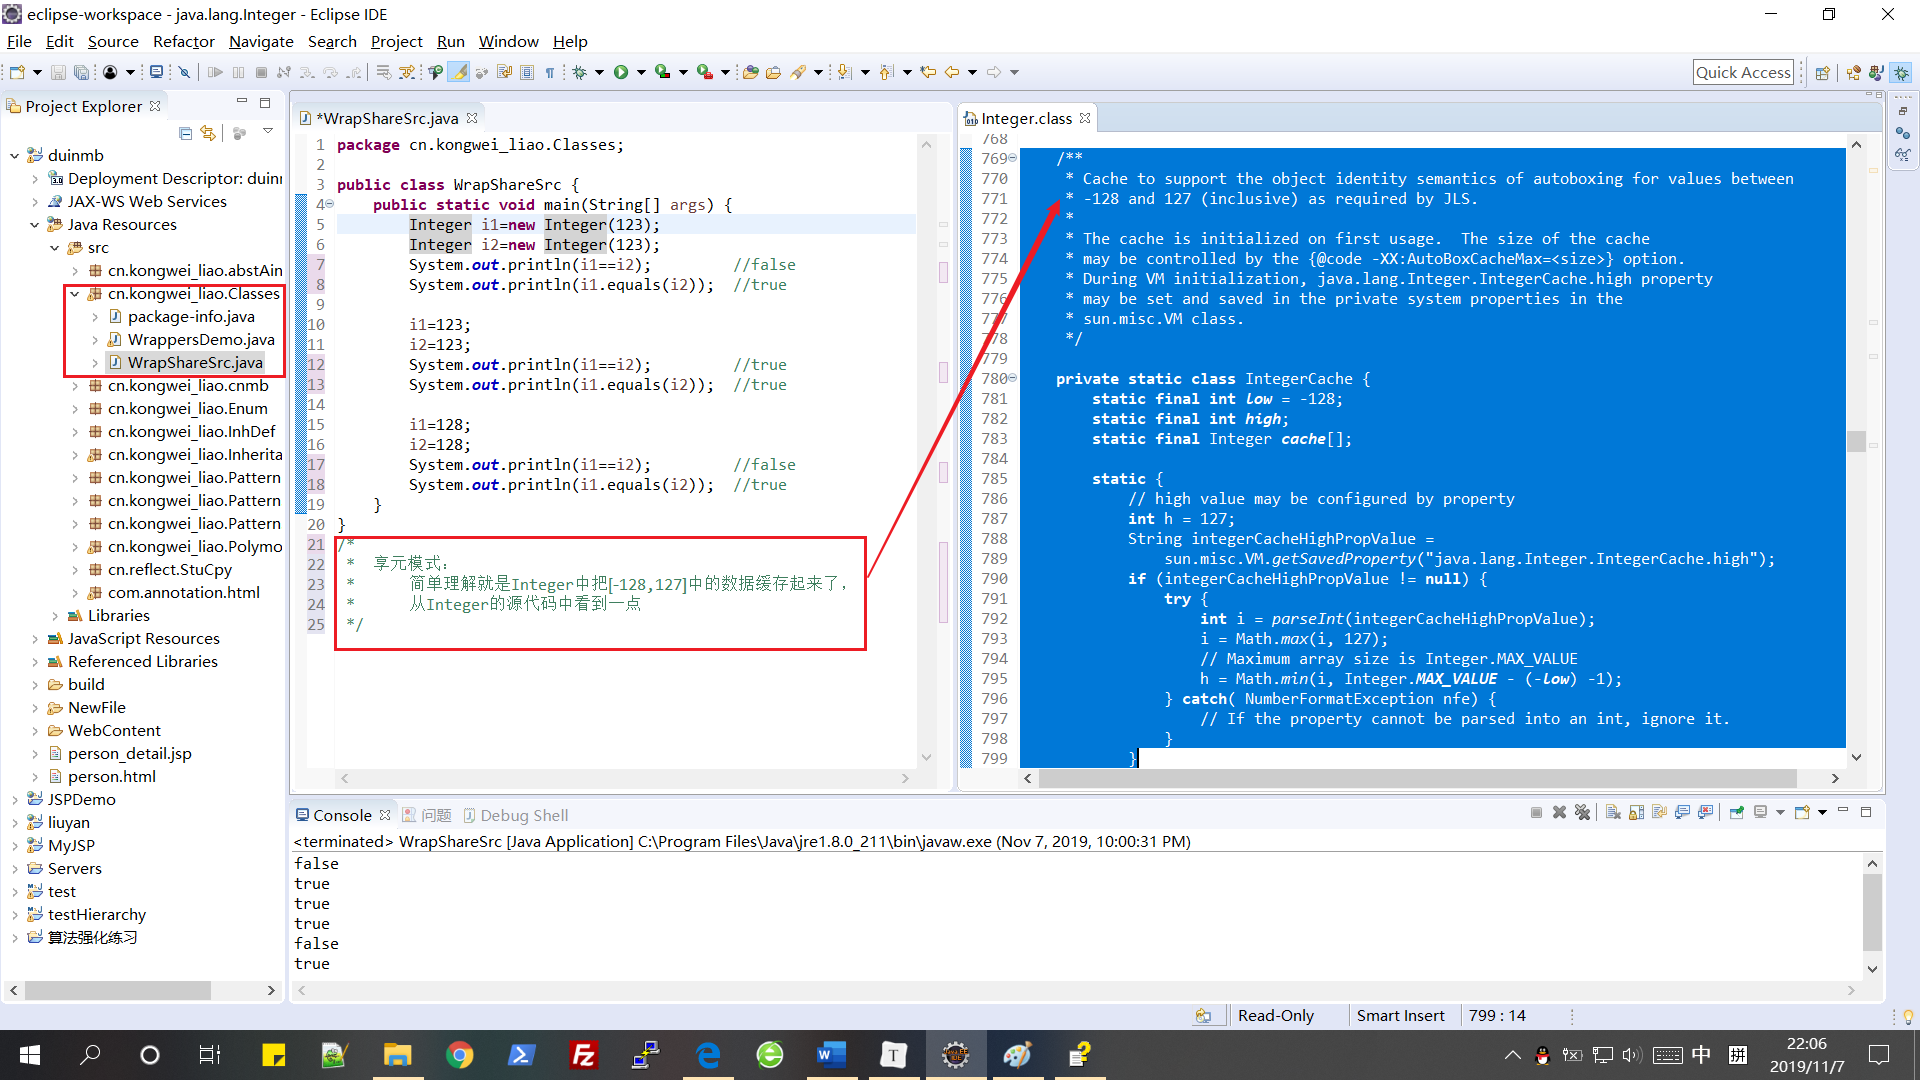 eclipse-workspace - java.lang.Integer - Eclipse IDE
File Edit Source Refactor Navigate Search Project Run Window Help
Quick Access
Project Explorer
duinmb
Deployment Descriptor: duinr
JAX-WS Web Services
Java Resources
src
cn.kongwei_liao.abstAin
cn.kongwei_liao.Classes
package-info.java
WrappersDemo.java
WrapShareSrc.java
cn.kongwei_liao.cnmb
cn.kongwei_liao.Enum
cn.kongwei_liao.InhDef
cn.kongwei_liao.Inherita
cn.kongwei_liao.Pattern
cn.kongwei_liao.Pattern
cn.kongwei_liao.Pattern
cn.kongwei_liao.Polymo
cn.reflect.StuCpy
com.annotation.html
Libraries
JavaScript Resources
Referenced Libraries
build
NewFile
WebContent
person_detail.jsp
person.html
JSPDemo
liuyan
MyJSP
Servers
test
testHierarchy
算法强化练习
*WrapShareSrc.java
1 package cn.kongwei_liao.Classes;
2
3 public class WrapShareSrc {
4 public static void main(String[] args) {
5 Integer i1=new Integer(123);
6 Integer i2=new Integer(123);
7 System.out.println(i1==i2); //false
8 System.out.println(i1.equals(i2)); //true
9
10 i1=123;
11 i2=123;
12 System.out.println(i1==i2); //true
13 System.out.println(i1.equals(i2)); //true
14
15 i1=128;
16 i2=128;
17 System.out.println(i1==i2); //false
18 System.out.println(i1.equals(i2)); //true
19 }
20 }
21 /*
22 * 享元模式：
23 * 简单理解就是Integer中把[-128,127]中的数据缓存起来了，
24 * 从Integer的源代码中看到一点
25 */
Integer.class
768
769 /**
770 * Cache to support the object identity semantics of autoboxing for values between
771 * -128 and 127 (inclusive) as required by JLS.
772 *
773 * The cache is initialized on first usage.  The size of the cache
774 * may be controlled by the {@code -XX:AutoBoxCacheMax=<size>} option.
775 * During VM initialization, java.lang.Integer.IntegerCache.high property
776 * may be set and saved in the private system properties in the
777 * sun.misc.VM class.
778 */
779
780 private static class IntegerCache {
781 static final int low = -128;
782 static final int high;
783 static final Integer cache[];
784
785 static {
786 // high value may be configured by property
787 int h = 127;
788 String integerCacheHighPropValue =
789 sun.misc.VM.getSavedProperty("java.lang.Integer.IntegerCache.high");
790 if (integerCacheHighPropValue != null) {
791 try {
792 int i = parseInt(integerCacheHighPropValue);
793 i = Math.max(i, 127);
794 // Maximum array size is Integer.MAX_VALUE
795 h = Math.min(i, Integer.MAX_VALUE - (-low) -1);
796 } catch( NumberFormatException nfe) {
797 // If the property cannot be parsed into an int, ignore it.
798 }
799 }
Console 问题 Debug Shell
<terminated> WrapShareSrc [Java Application] C:\Program Files\Java\jre1.8.0_211\bin\javaw.exe (Nov 7, 2019, 10:00:31 PM)
false
true
true
true
false
true
Read-Only Smart Insert 799 : 14
中 拼
22:06
2019/11/7